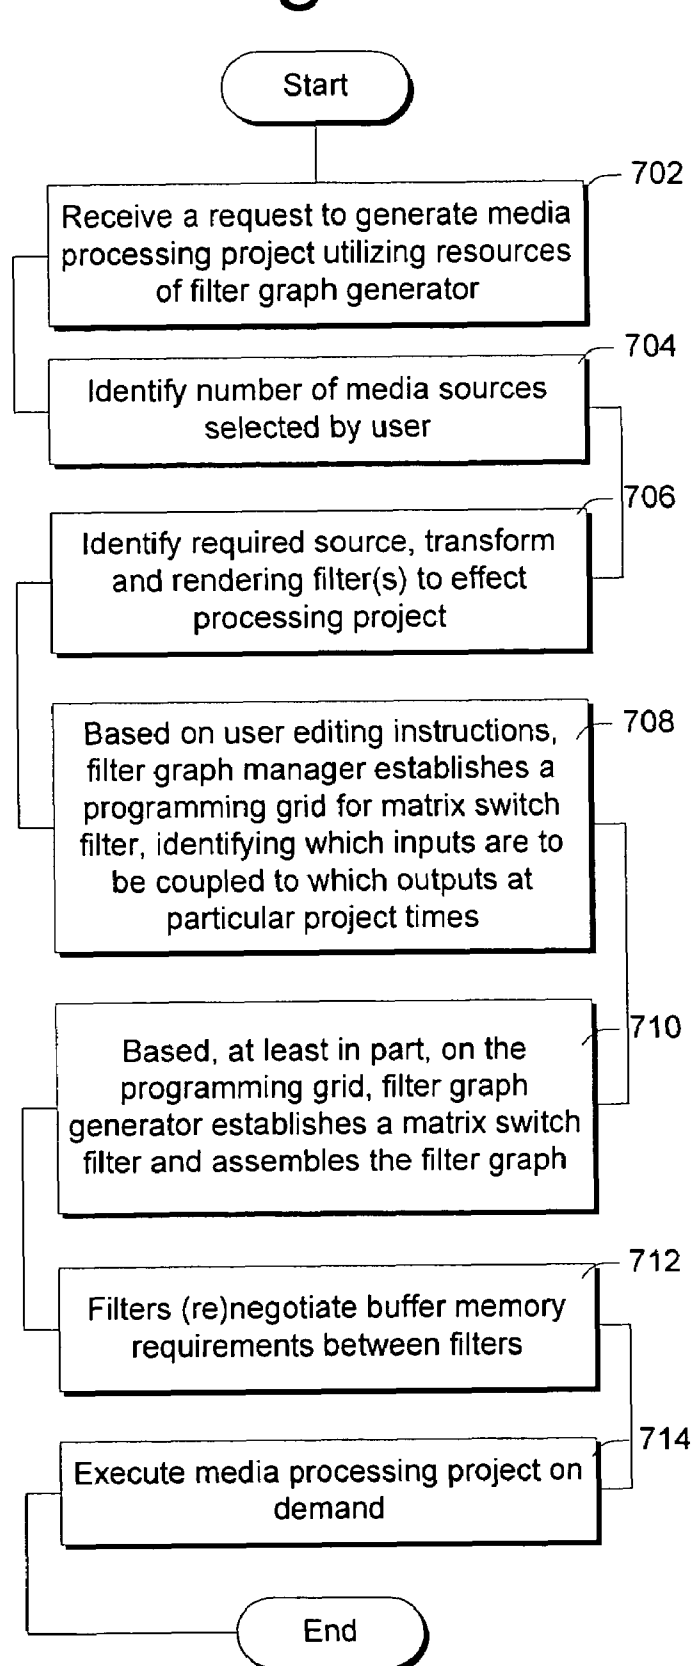 Start
702
Receive a request to generate media
processing project utilizing resources
of filter graph generator
704
Identify number of media sources
selected by user
706
Identify required source, transform
and rendering filter(s) to effect
processing project
708
Based on user editing instructions,
filter graph manager establishes a
programming grid for matrix switch
filter, identifying which inputs are to
be coupled to which outputs at
particular project times
710
Based, at least in part, on the
programming grid, filter graph
generator establishes a matrix switch
filter and assembles the filter graph
712
Filters (re)negotiate buffer memory
requirements between filters
714
Execute media processing project on
demand
End